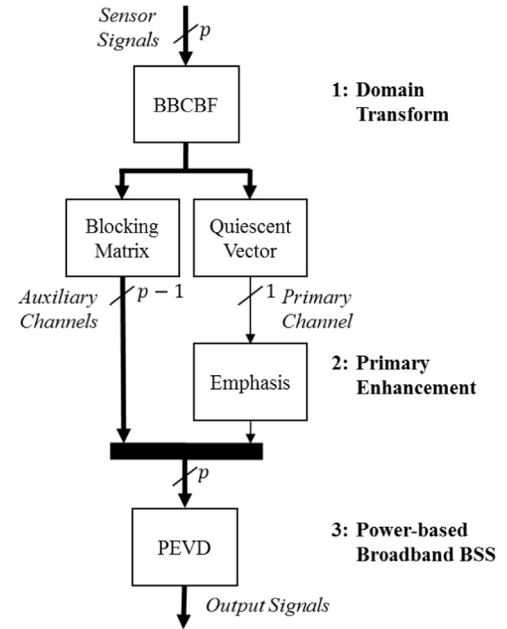 Sensor
Signals
p
BBCBF
1: Domain
Transform
Blocking
Matrix
Quiescent
Vector
Auxiliary
Channels
p − 1
1
Primary
Channel
Emphasis
2: Primary
Enhancement
p
PEVD
3: Power-based
Broadband BSS
Output Signals